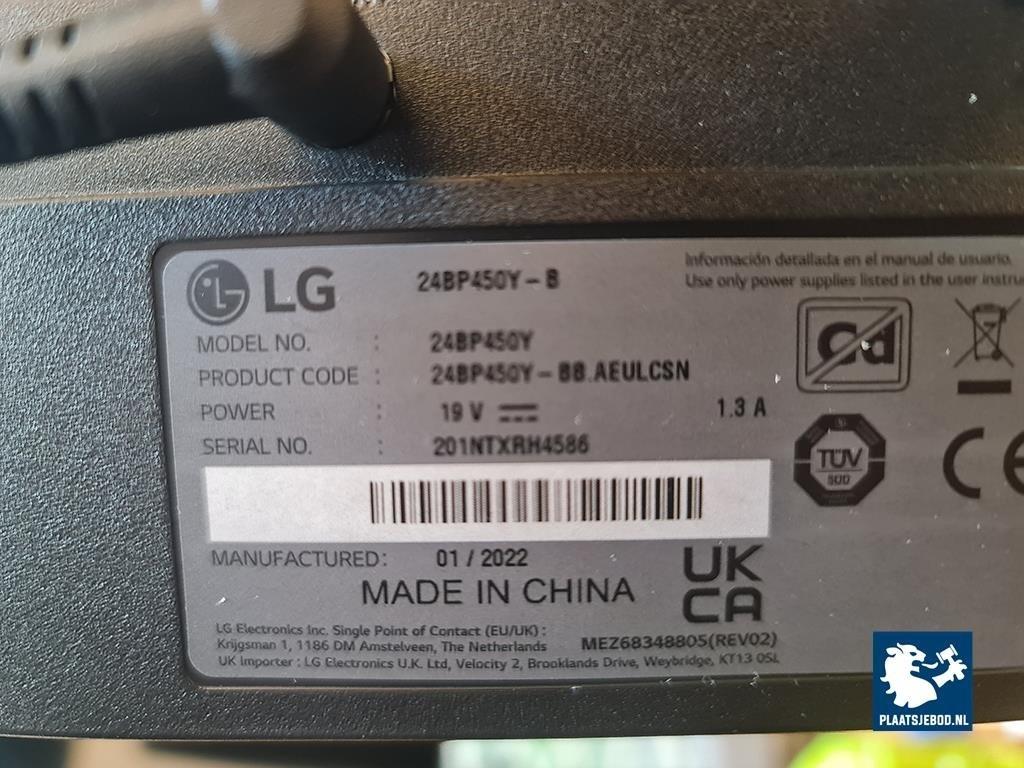 LG 24BP450Y-B
Información detallada en el manual de usuario.
Use only power supplies listed in the user instru
MODEL NO. : 24BP450Y
PRODUCT CODE : 24BP450Y-BB.AEULCSN
POWER : 19 V 1.3 A
SERIAL NO. : 201NTXRH4586
Cd
TÜV
SÜD
CE
MANUFACTURED: 01 / 2022
MADE IN CHINA
UK
CA
LG Electronics Inc. Single Point of Contact (EU/UK) :
Krijgsman 1, 1186 DM Amstelveen, The Netherlands
MEZ68348805(REV02)
UK Importer : LG Electronics U.K. Ltd, Velocity 2, Brooklands Drive, Weybridge, KT13 0SL
PLAATSJEBOD.NL